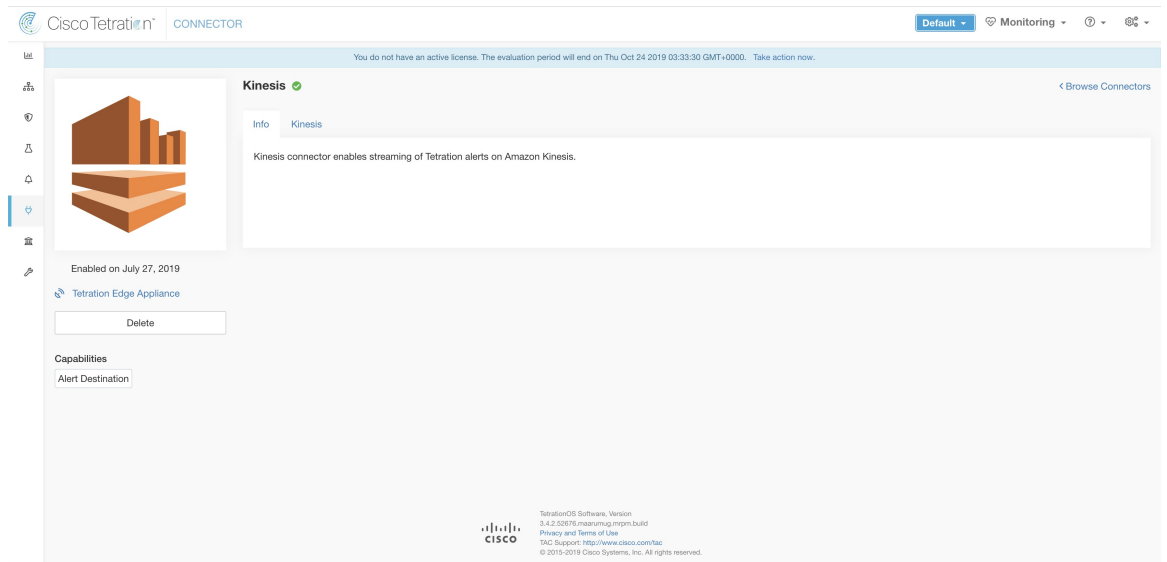 Cisco Tetration™ CONNECTOR Default Monitoring
You do not have an active license. The evaluation period will end on Thu Oct 24 2019 03:33:30 GMT+0000. Take action now.
Kinesis
Browse Connectors
Info Kinesis
Kinesis connector enables streaming of Tetration alerts on Amazon Kinesis.
Enabled on July 27, 2019
Tetration Edge Appliance
Delete
Capabilities
Alert Destination
CISCO
TetrationOS Software, Version
3.4.2.52676.maarumug.mrpm.build
Privacy and Terms of Use
TAC Support: http://www.cisco.com/tac
© 2015-2019 Cisco Systems, Inc. All rights reserved.